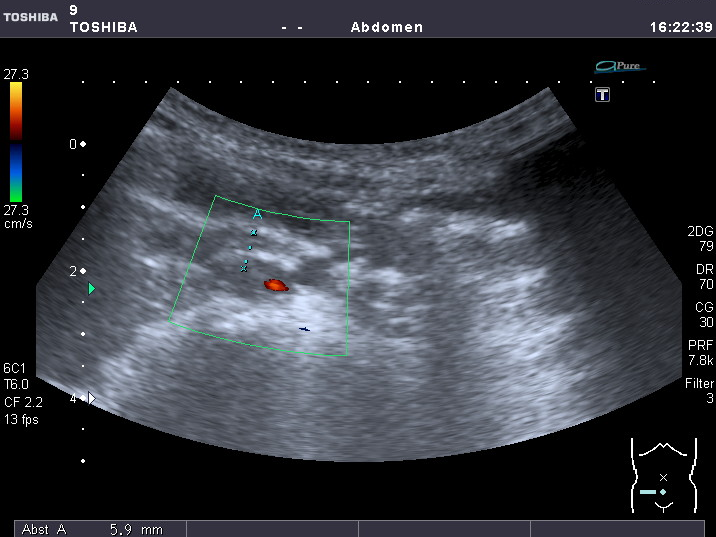 TOSHIBA
9
TOSHIBA - - Abdomen 16:22:39
27.3
27.3
cm/s
Pure
T
A
0
2
4
2DG
79
DR
70
CG
30
PRF
7.8k
Filter
3
6C1
T6.0
CF 2.2
13 fps
Abst A 5.9 mm